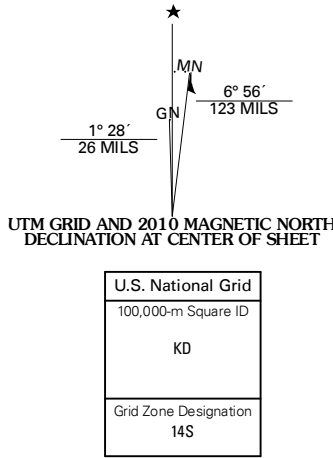 ★
MN
GN
6° 56´
123 MILS
1° 28´
26 MILS
UTM GRID AND 2010 MAGNETIC NORTH
DECLINATION AT CENTER OF SHEET
U.S. National Grid
100,000-m Square ID
KD
Grid Zone Designation
14S